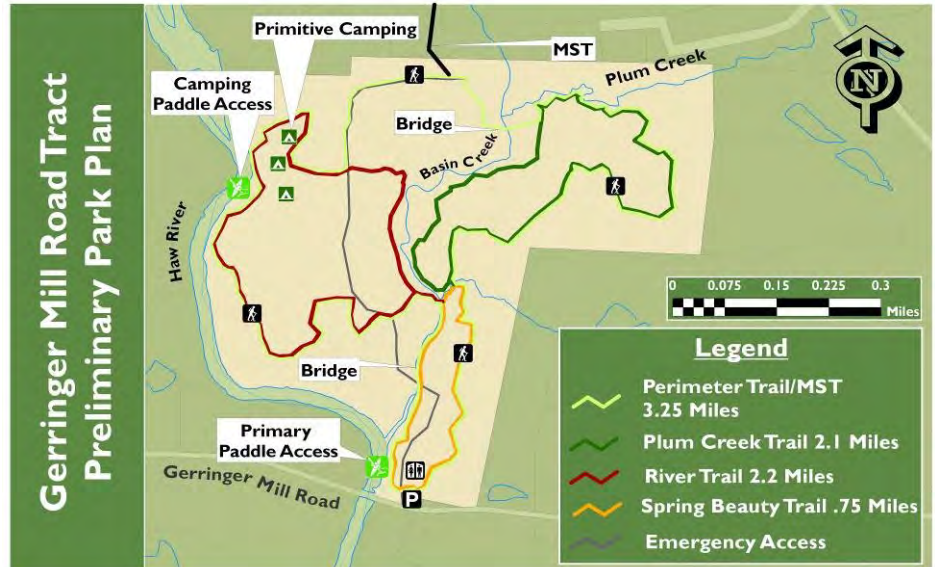 Gerringer Mill Road Tract
Preliminary Park Plan
Primitive Camping
MST
Camping
Paddle Access
Plum Creek
N
Bridge
Basin Creek
Haw River
0 0.075 0.15 0.225 0.3
Miles
Bridge
Primary
Paddle Access
Gerringer Mill Road
P
Legend
Perimeter Trail/MST
3.25 Miles
Plum Creek Trail 2.1 Miles
River Trail 2.2 Miles
Spring Beauty Trail .75 Miles
Emergency Access